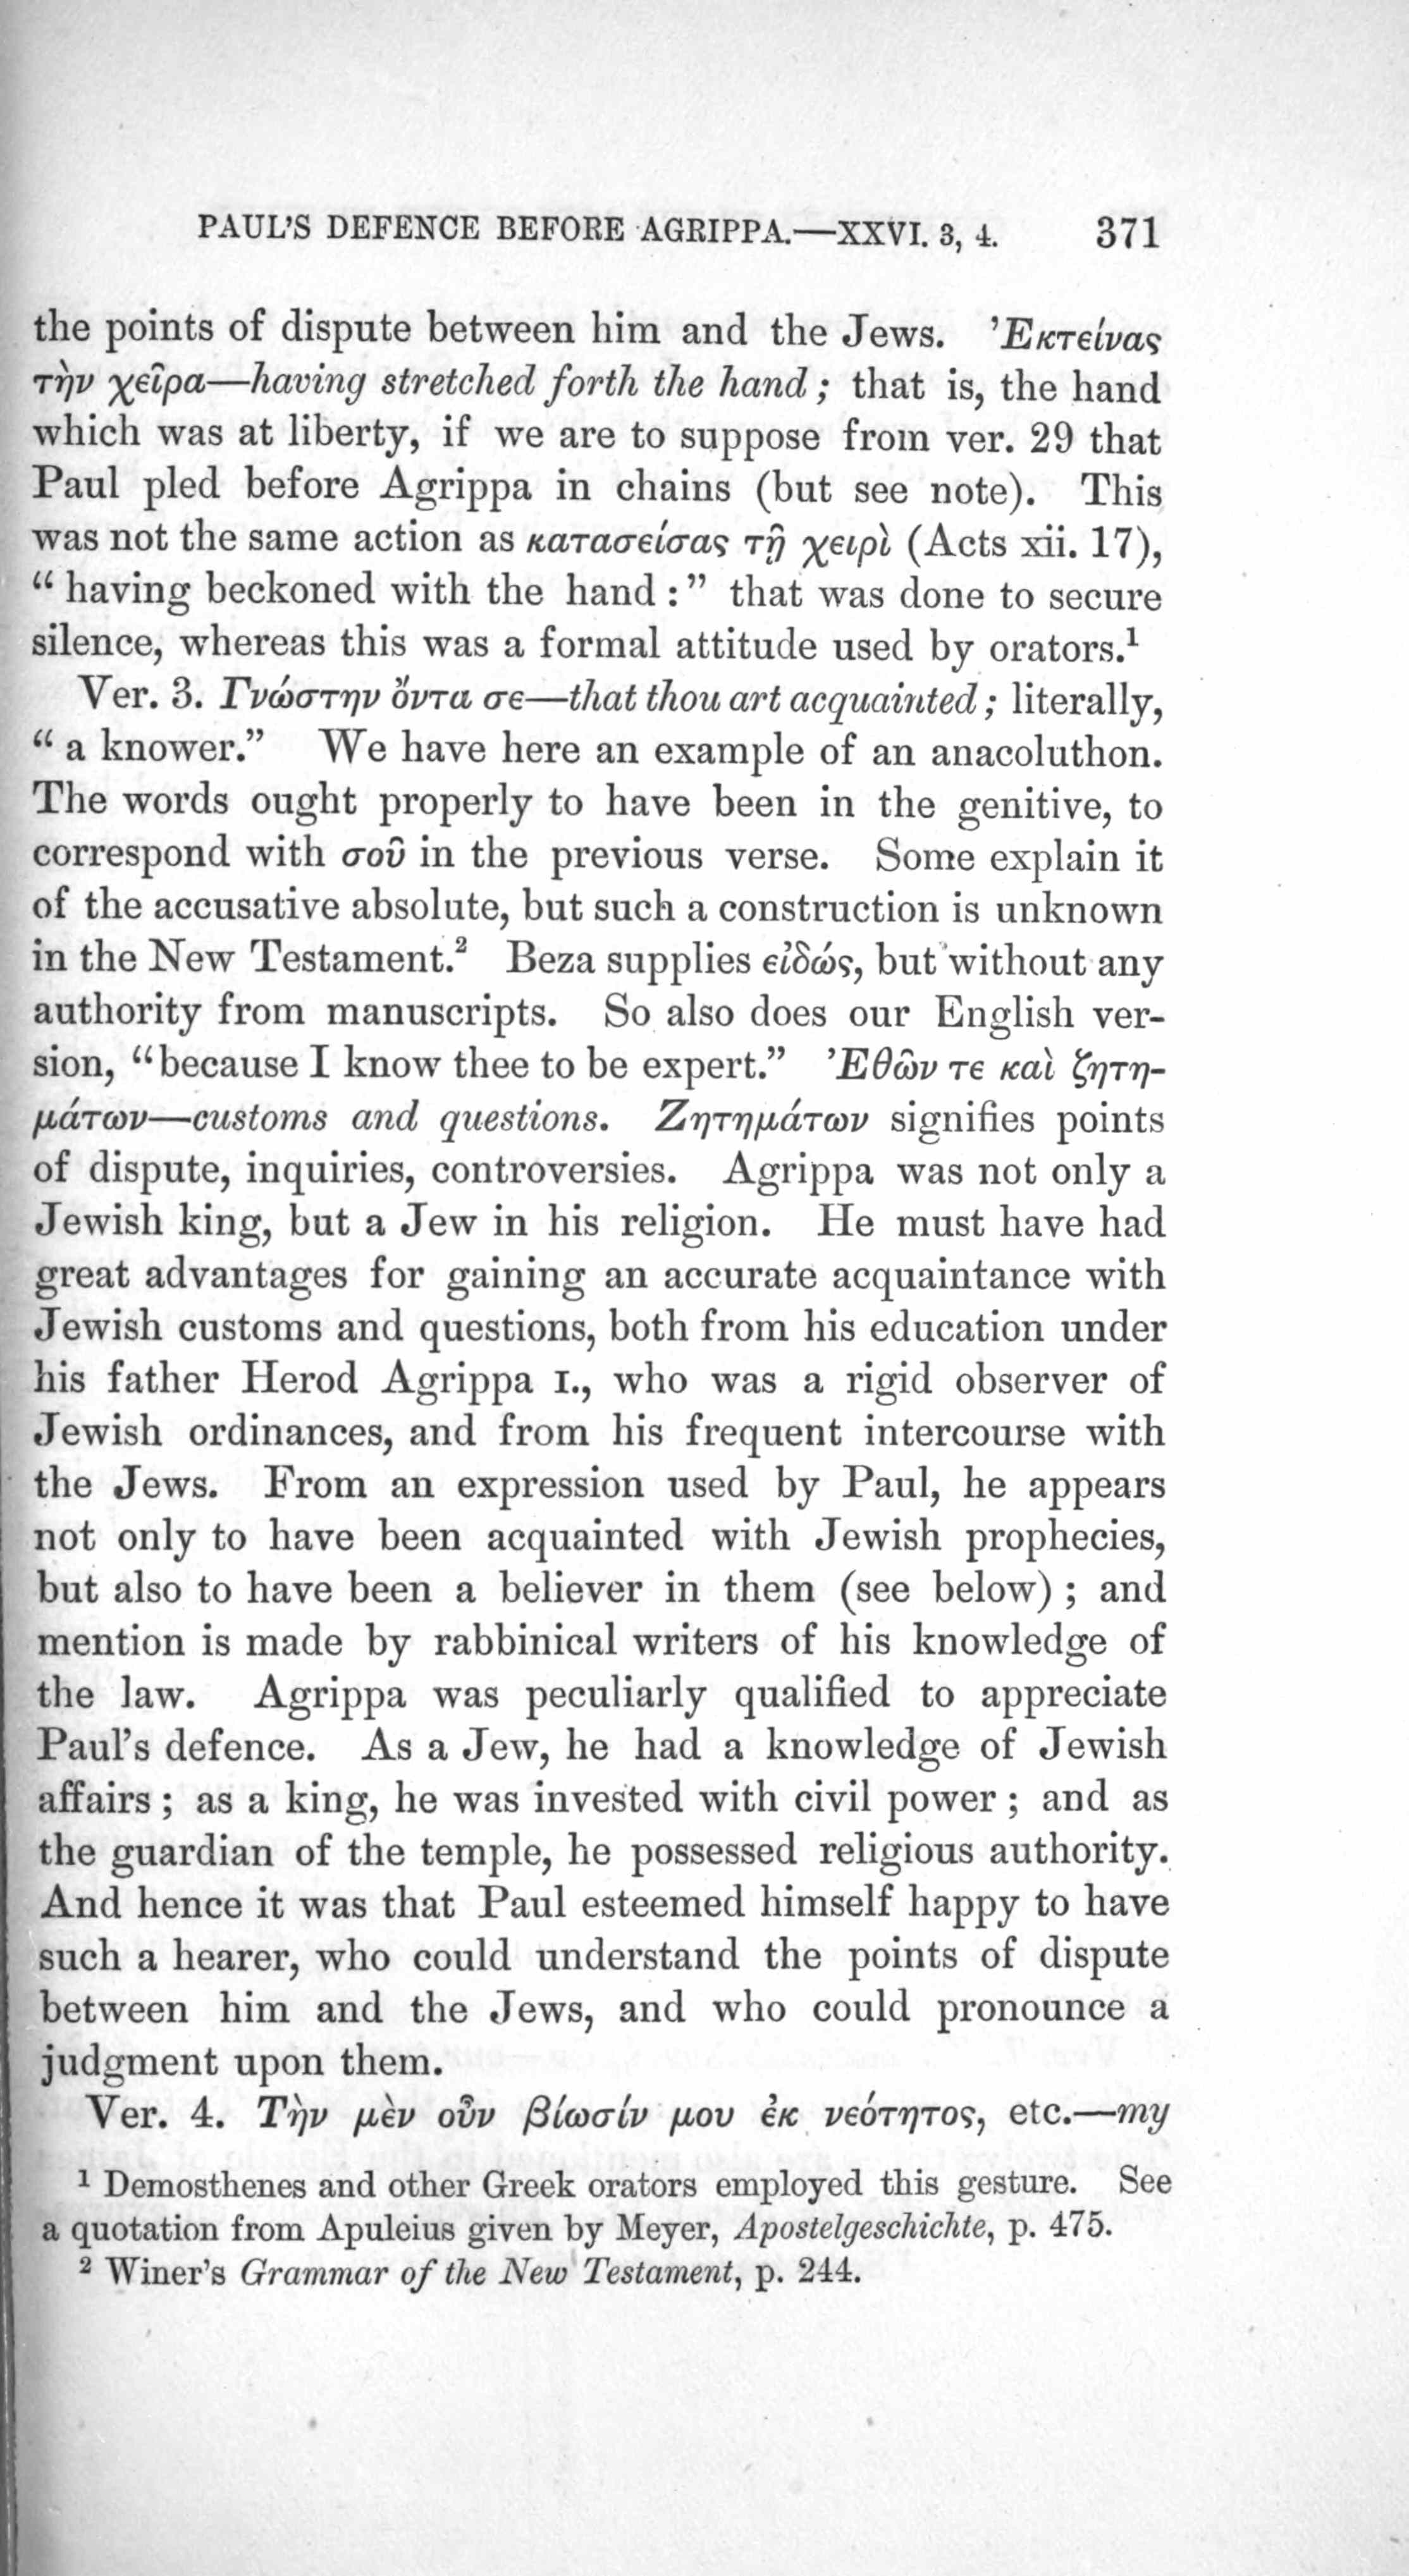 PAUL'S DEFENCE BEFORE AGRIPPA.—XXVI. 3, 4. 371
the points of dispute between him and the Jews. Ἐκτείνας
τὴν χεῖρα—having stretched forth the hand; that is, the hand
which was at liberty, if we are to suppose from ver. 29 that
Paul pled before Agrippa in chains (but see note). This
was not the same action as κατασείσας τῇ χειρὶ (Acts xii. 17),
“having beckoned with the hand:” that was done to secure
silence, whereas this was a formal attitude used by orators.¹
Ver. 3. Γνώστην ὄντα σε—that thou art acquainted; literally,
“a knower.” We have here an example of an anacoluthon.
The words ought properly to have been in the genitive, to
correspond with σοῦ in the previous verse. Some explain it
of the accusative absolute, but such a construction is unknown
in the New Testament.² Beza supplies εἰδώς, but without any
authority from manuscripts. So also does our English ver-
sion, “because I know thee to be expert.” Ἐθῶν τε καὶ ζητη-
μάτων—customs and questions. Ζητημάτων signifies points
of dispute, inquiries, controversies. Agrippa was not only a
Jewish king, but a Jew in his religion. He must have had
great advantages for gaining an accurate acquaintance with
Jewish customs and questions, both from his education under
his father Herod Agrippa I., who was a rigid observer of
Jewish ordinances, and from his frequent intercourse with
the Jews. From an expression used by Paul, he appears
not only to have been acquainted with Jewish prophecies,
but also to have been a believer in them (see below); and
mention is made by rabbinical writers of his knowledge of
the law. Agrippa was peculiarly qualified to appreciate
Paul's defence. As a Jew, he had a knowledge of Jewish
affairs; as a king, he was invested with civil power; and as
the guardian of the temple, he possessed religious authority.
And hence it was that Paul esteemed himself happy to have
such a hearer, who could understand the points of dispute
between him and the Jews, and who could pronounce a
judgment upon them.
Ver. 4. Τὴν μὲν οὖν βίωσίν μου ἐκ νεότητος, etc.—my
¹ Demosthenes and other Greek orators employed this gesture. See
a quotation from Apuleius given by Meyer, Apostelgeschichte, p. 475.
² Winer's Grammar of the New Testament, p. 244.